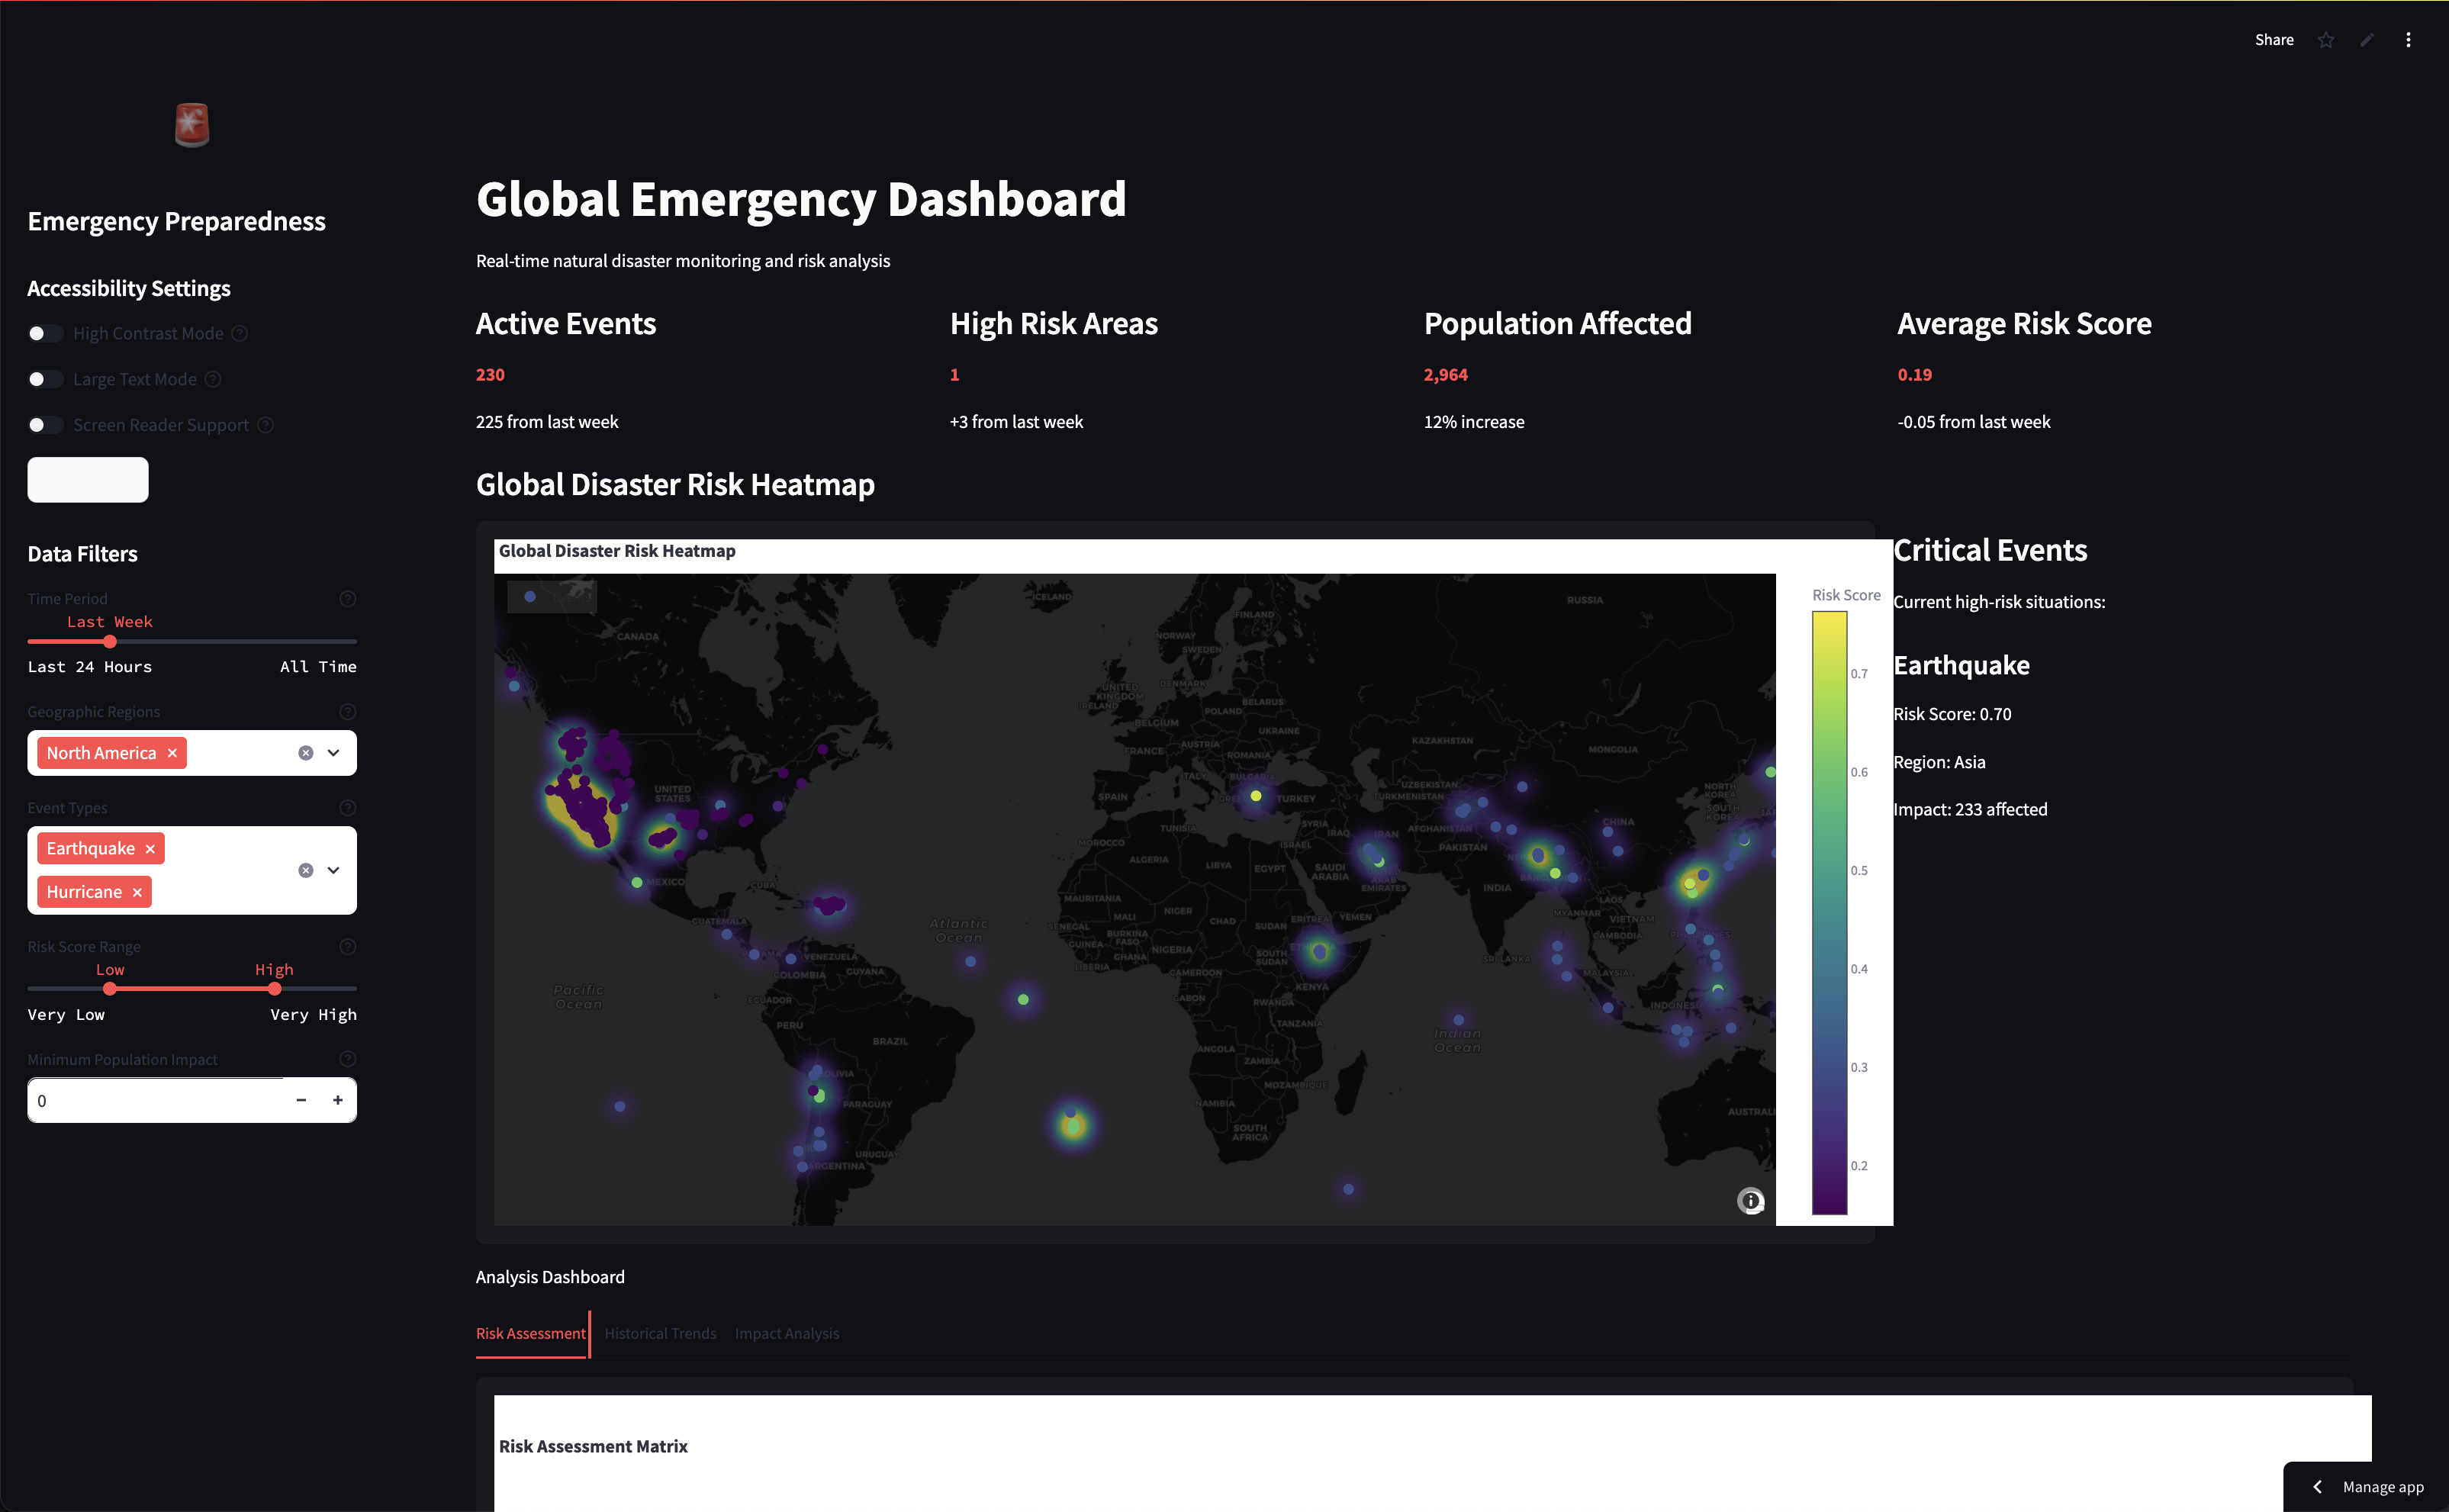 Share
Emergency Preparedness
Accessibility Settings
High Contrast Mode
Large Text Mode
Screen Reader Support
Data Filters
Time Period
Last Week
Last 24 Hours All Time
Geographic Regions
North America
Event Types
Earthquake
Hurricane
Risk Score Range
Low High
Very Low Very High
Minimum Population Impact
0
Global Emergency Dashboard
Real-time natural disaster monitoring and risk analysis
Active Events
230
225 from last week
High Risk Areas
1
+3 from last week
Population Affected
2,964
12% increase
Average Risk Score
0.19
-0.05 from last week
Global Disaster Risk Heatmap
Global Disaster Risk Heatmap
ICELAND
RUSSIA
FINLAND
CANADA
NORWAY
SWEDEN
DENMARK
UNITED
KINGDOM
IRELAND
BELARUS
POLAND
BELGIUM
UKRAINE
FRANCE
AUSTRIA
ROMANIA
KAZAKHSTAN
MONGOLIA
ITALY
BULGARIA
UNITED
STATES
SPAIN
TURKEY
UZBEKISTAN
TURKMENISTAN
NORTH
KOREA
SOUTH
KOREA
TUNISIA
SYRIA
IRAQ
IRAN
AFGHANISTAN
CHINA
MOROCCO
ISRAEL
PAKISTAN
ALGERIA
LIBYA
EGYPT
SAUDI
ARABIA
UNITED
ARAB
EMIRATES
MEXICO
CUBA
INDIA
MAURITANIA
MALI
NIGER
CHAD
SUDAN
ERITREA
YEMEN
MYANMAR
LAOS
VIETNAM
GUATEMALA
Atlantic
Ocean
SENEGAL
BURKINA
FASO
GUINEA
GHANA
NIGERIA
SOUTH
SUDAN
ETHIOPIA
CAMBODIA
VENEZUELA
LIBERIA
CAMEROON
SRI LANKA
MALAYSIA
COLOMBIA
GUYANA
Pacific
Ocean
ECUADOR
GABON
KENYA
RWANDA
INDONESIA
PERU
TANZANIA
BRAZIL
ANGOLA
ZAMBIA
Indian
Ocean
BOLIVIA
MOZAMBIQUE
PARAGUAY
NAMIBIA
AUSTRALI
SOUTH
AFRICA
URUGUAY
ARGENTINA
Risk Score
0.7
0.6
0.5
0.4
0.3
0.2
Critical Events
Current high-risk situations:
Earthquake
Risk Score: 0.70
Region: Asia
Impact: 233 affected
Analysis Dashboard
Risk Assessment Historical Trends Impact Analysis
Risk Assessment Matrix
Manage app